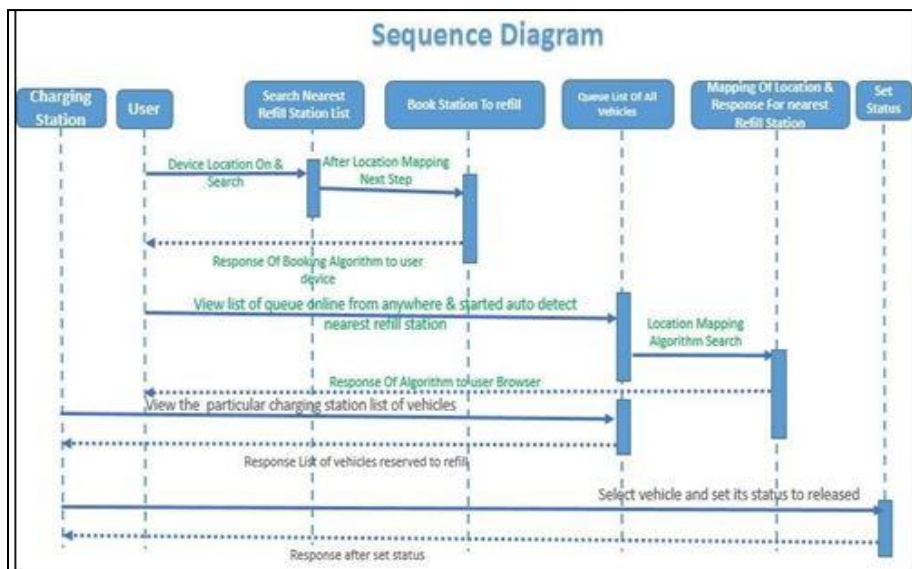 Sequence Diagram
Charging
Station
User
Search Nearest
Refill Station List
Book Station To refill
Queue List Of All
Vehicles
Mapping Of Location &
Response For nearest
Refill Station
Set
Status
Device Location On &
Search
After Location Mapping
Next Step
Response Of Booking Algorithm to user
device
View list of queue online from anywhere & started auto detect
nearest refill station
Location Mapping
Algorithm Search
Response Of Algorithm to user Browser
View the particular charging station list of vehicles
Response List of vehicles reserved to refill
Select vehicle and set its status to released
Response after set status